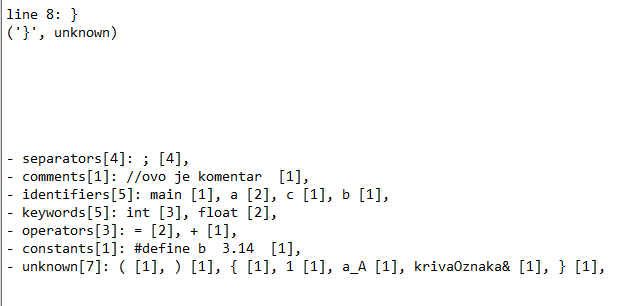 line 8: }
('}', unknown)
- separators[4]: ; [4],
- comments[1]: //ovo je komentar  [1],
- identifiers[5]: main [1], a [2], c [1], b [1],
- keywords[5]: int [3], float [2],
- operators[3]: = [2], + [1],
- constants[1]: #define b  3.14  [1],
- unknown[7]: ( [1], ) [1], { [1], 1 [1], a_A [1], krivaOznaka& [1], } [1],